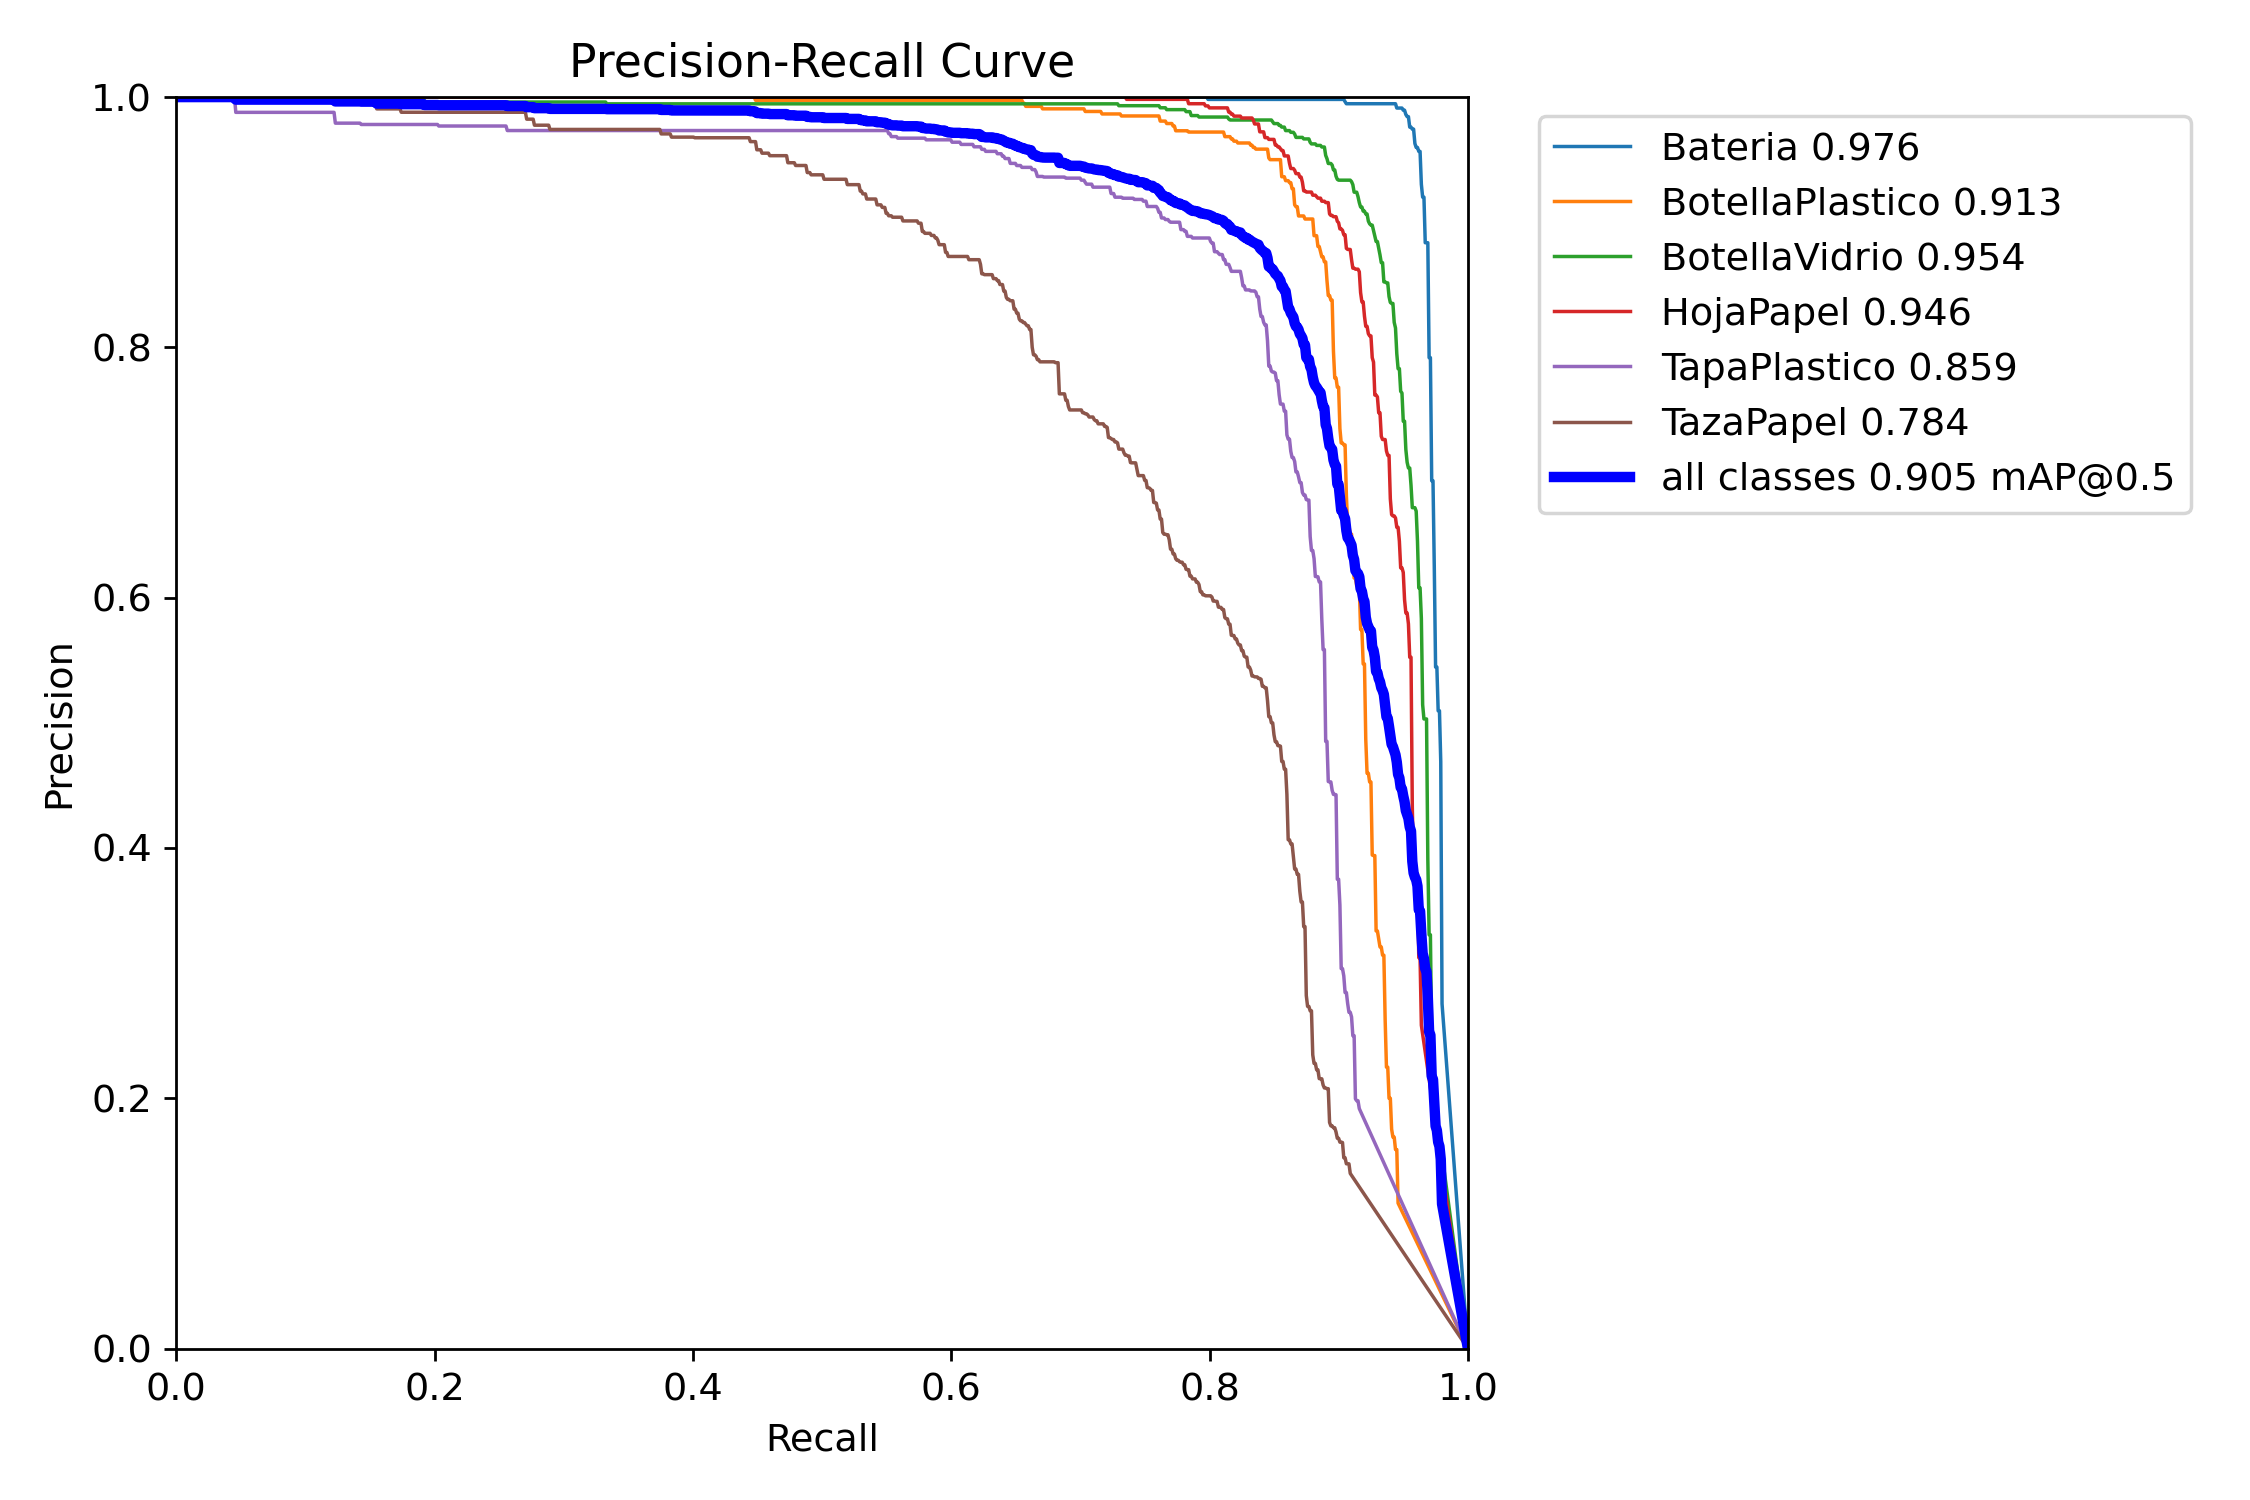 Precision-Recall Curve
1.0
0.8
0.6
0.4
0.2
0.0
Precision
0.0 0.2 0.4 0.6 0.8 1.0
Recall
Bateria 0.976
BotellaPlastico 0.913
BotellaVidrio 0.954
HojaPapel 0.946
TapaPlastico 0.859
TazaPapel 0.784
all classes 0.905 mAP@0.5